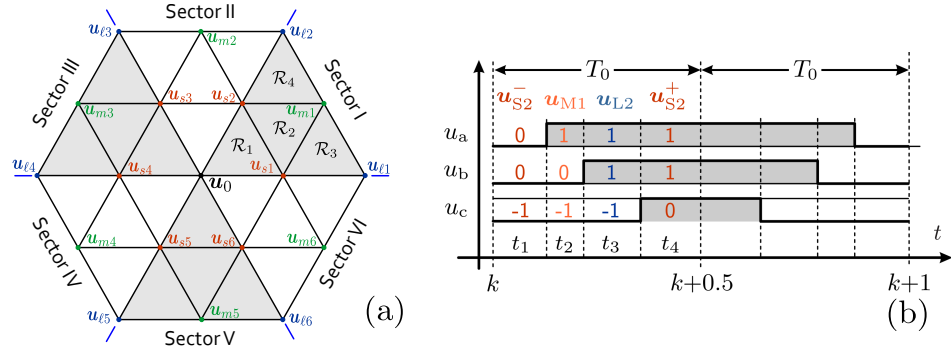 Sector II
u_ℓ3
u_m2
u_ℓ2
Sector III
R_4
Sector I
u_m3
u_s3
u_s2
u_m1
R_2
R_1
R_3
u_ℓ4
u_s4
u_0
u_s1
u_ℓ1
u_m4
u_s5
u_s6
u_m6
Sector IV
Sector VI
u_ℓ5
u_m5
u_ℓ6
Sector V
(a)
T_0 T_0
u_S2^- u_M1 u_L2 u_S2^+
u_a 0 1 1 1
u_b 0 0 1 1
u_c -1 -1 -1 0
t_1 t_2 t_3 t_4 t
k k+0.5 k+1
(b)